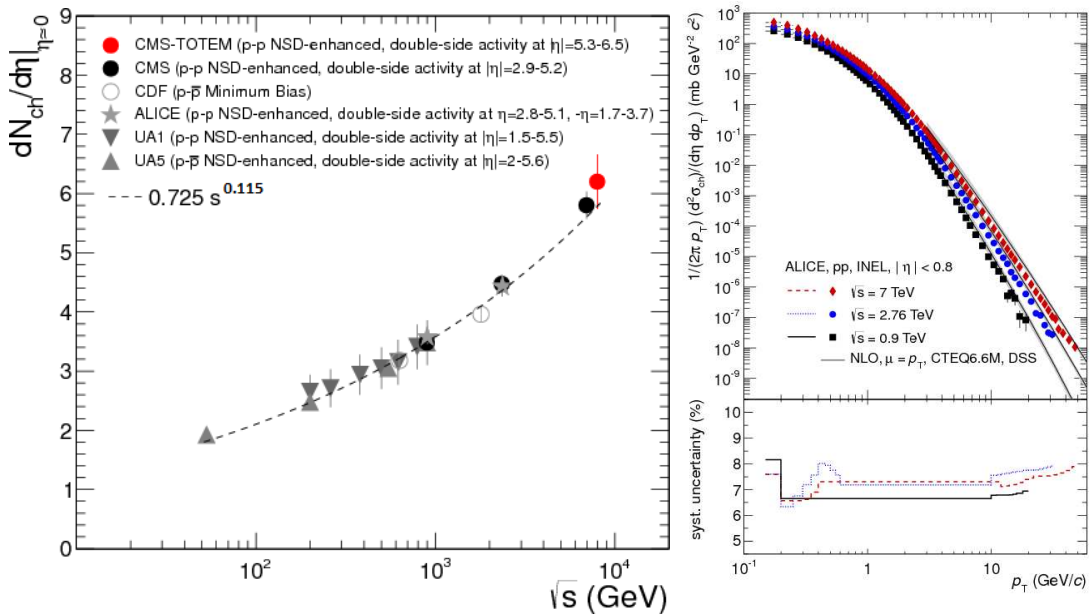 dN_ch/dη|_η≃0
9
8
7
6
5
4
3
2
1
0
CMS-TOTEM (p-p NSD-enhanced, double-side activity at |η|=5.3-6.5)
CMS (p-p NSD-enhanced, double-side activity at |η|=2.9-5.2)
CDF (p-p̅ Minimum Bias)
ALICE (p-p NSD-enhanced, double-side activity at η=2.8-5.1, -η=1.7-3.7)
UA1 (p-p NSD-enhanced, double-side activity at |η|=1.5-5.5)
UA5 (p-p̅ NSD-enhanced, double-side activity at |η|=2-5.6)
0.725 s^0.115
10^2
10^3
10^4
√s (GeV)
1/(2π p_T) (d^2σ_ch)/(dη dp_T) (mb GeV^-2 c^2)
10^3
10^2
10
1
10^-1
10^-2
10^-3
10^-4
10^-5
10^-6
10^-7
10^-8
10^-9
ALICE, pp, INEL, | η | < 0.8
√s = 7 TeV
√s = 2.76 TeV
√s = 0.9 TeV
NLO, μ = p_T, CTEQ6.6M, DSS
syst. uncertainty (%)
10
9
8
7
6
5
10^-1
1
10
p_T (GeV/c)